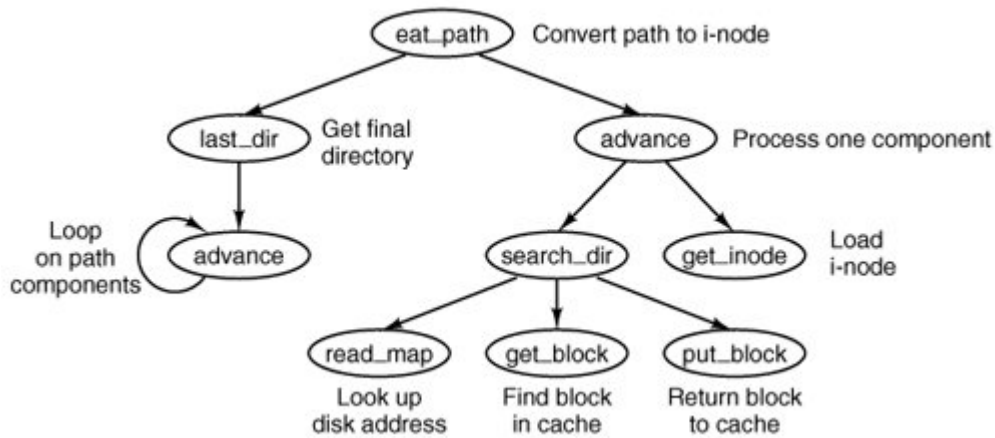 eat_path
Convert path to i-node
last_dir
Get final
directory
advance
Process one component
Loop
on path
components
advance
search_dir
get_inode
Load
i-node
read_map
get_block
put_block
Look up
disk address
Find block
in cache
Return block
to cache